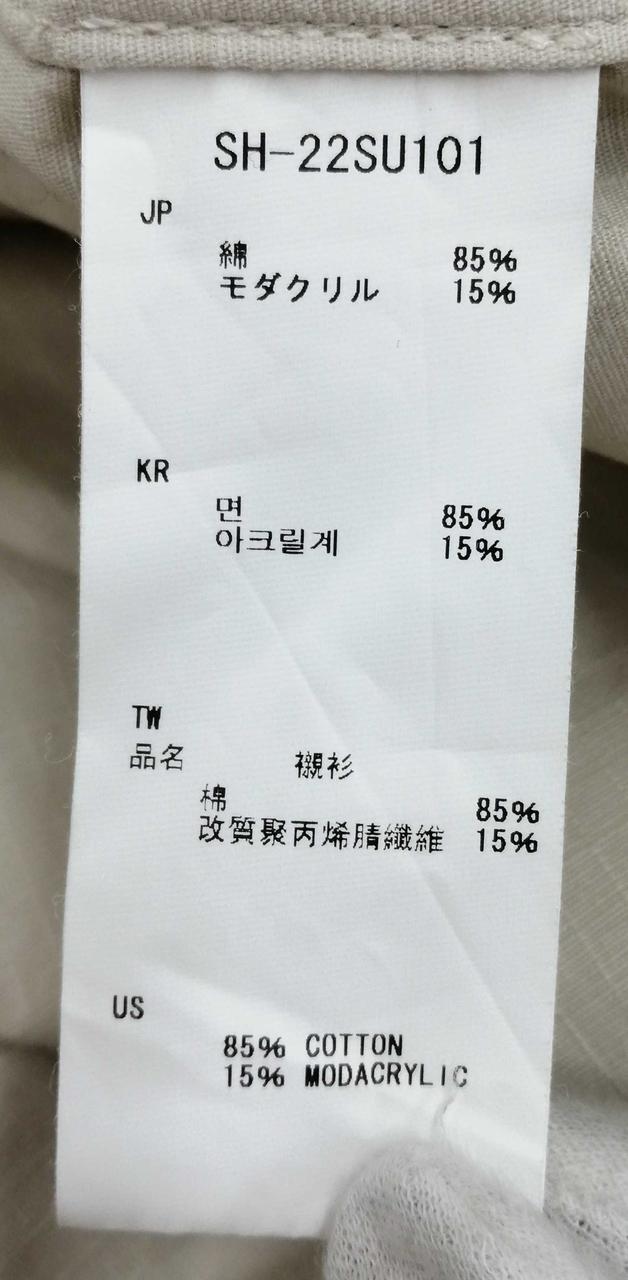 SH-22SU101
JP
綿 85%
モダクリル 15%
KR
면 85%
아크릴계 15%
TW
品名 襯衫
棉 85%
改質聚丙烯腈纖維 15%
US
85% COTTON
15% MODACRYLIC